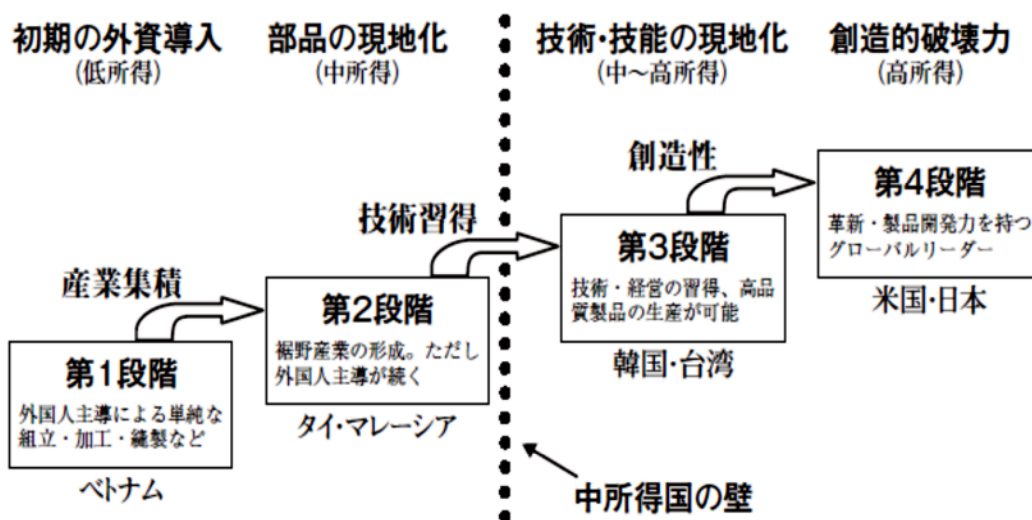 初期の外資導入
(低所得)
部品の現地化
(中所得)
技術・技能の現地化
(中〜高所得)
創造的破壊力
(高所得)
産業集積
技術習得
創造性
第1段階
外国人主導による単純な
組立・加工・縫製など
ベトナム
第2段階
裾野産業の形成。ただし
外国人主導が続く
タイ・マレーシア
第3段階
技術・経営の習得、高品
質製品の生産が可能
韓国・台湾
第4段階
革新・製品開発力を持つ
グローバルリーダー
米国・日本
中所得国の壁